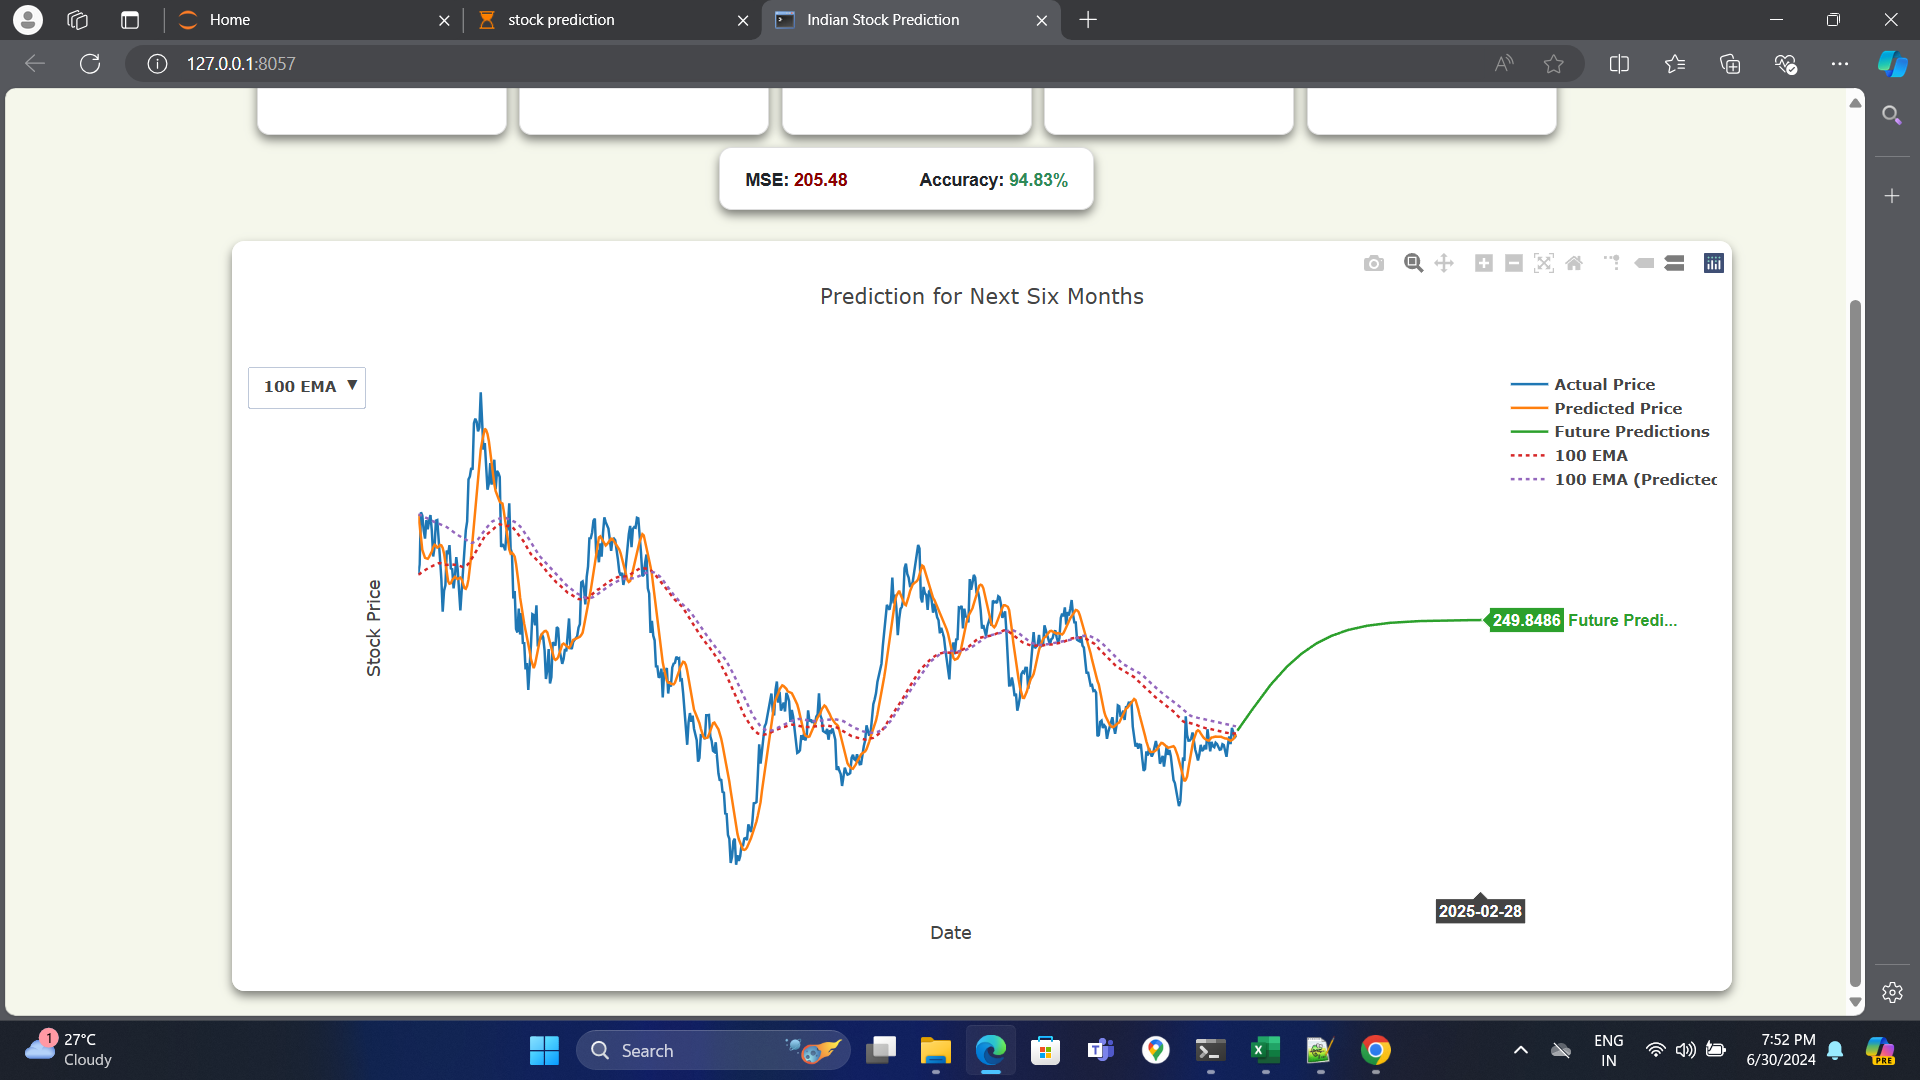 Home
stock prediction
Indian Stock Prediction
127.0.0.1:8057
MSE: 205.48 Accuracy: 94.83%
Prediction for Next Six Months
100 EMA ▼
Actual Price
Predicted Price
Future Predictions
100 EMA
100 EMA (Predictec
Stock Price
249.8486 Future Predi...
2025-02-28
Date
1
27°C
Cloudy
Search
ENG
IN
7:52 PM
6/30/2024
PRE